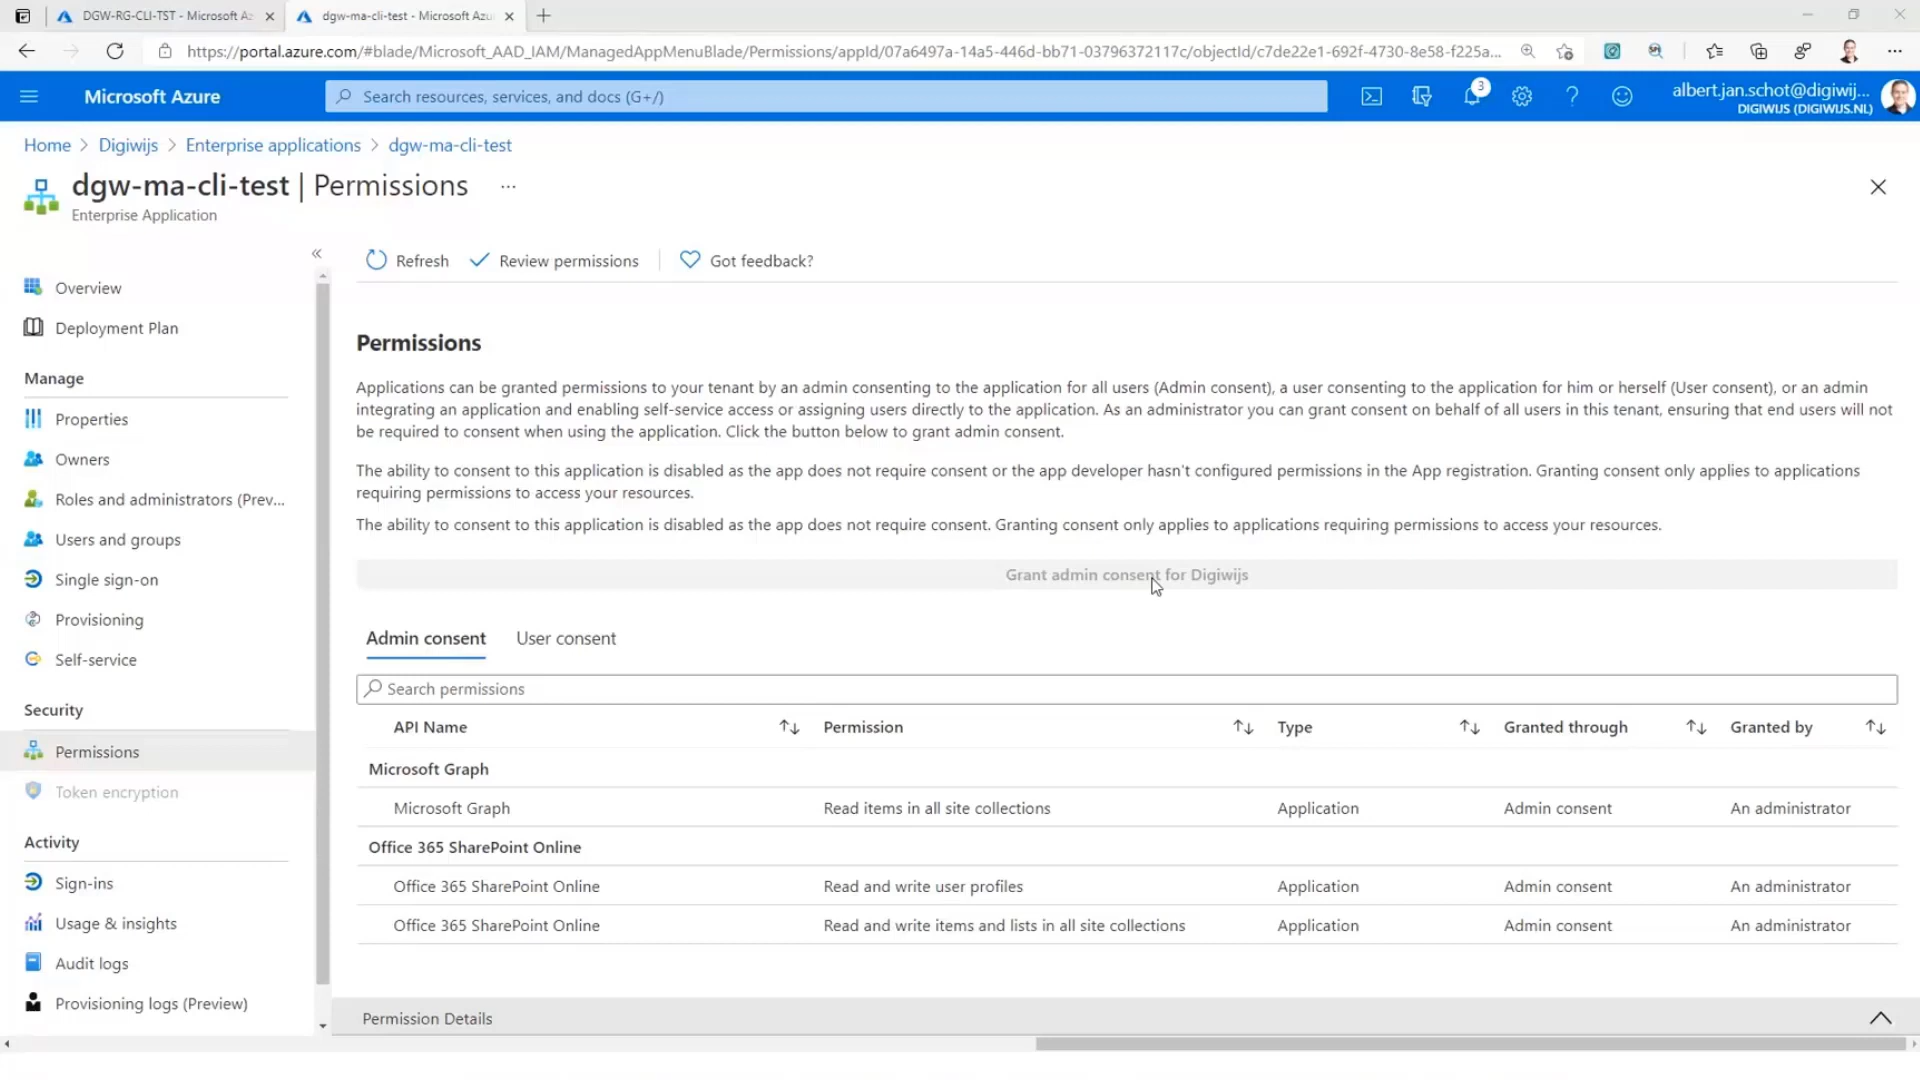 DGW-RG-CLI-TST - Microsoft Az
dgw-ma-cli-test - Microsoft Azu
https://portal.azure.com/#blade/Microsoft_AAD_IAM/ManagedAppMenuBlade/Permissions/appId/07a6497a-14a5-446d-bb71-03796372117c/objectId/c7de22e1-692f-4730-8e58-f225a...
Microsoft Azure
Search resources, services, and docs (G+/)
3
albert.jan.schot@digiwij...
DIGIWIJS (DIGIWIJS.NL)
Home > Digiwijs > Enterprise applications > dgw-ma-cli-test
dgw-ma-cli-test | Permissions ...
Enterprise Application
Refresh
Review permissions
Got feedback?
Overview
Deployment Plan
Manage
Properties
Owners
Roles and administrators (Prev...
Users and groups
Single sign-on
Provisioning
Self-service
Security
Permissions
Token encryption
Activity
Sign-ins
Usage & insights
Audit logs
Provisioning logs (Preview)
Permissions
Applications can be granted permissions to your tenant by an admin consenting to the application for all users (Admin consent), a user consenting to the application for him or herself (User consent), or an admin
integrating an application and enabling self-service access or assigning users directly to the application. As an administrator you can grant consent on behalf of all users in this tenant, ensuring that end users will not
be required to consent when using the application. Click the button below to grant admin consent.
The ability to consent to this application is disabled as the app does not require consent or the app developer hasn't configured permissions in the App registration. Granting consent only applies to applications
requiring permissions to access your resources.
The ability to consent to this application is disabled as the app does not require consent. Granting consent only applies to applications requiring permissions to access your resources.
Grant admin consent for Digiwijs
Admin consent User consent
Search permissions
API Name Permission Type Granted through Granted by
Microsoft Graph
Microsoft Graph Read items in all site collections Application Admin consent An administrator
Office 365 SharePoint Online
Office 365 SharePoint Online Read and write user profiles Application Admin consent An administrator
Office 365 SharePoint Online Read and write items and lists in all site collections Application Admin consent An administrator
Permission Details